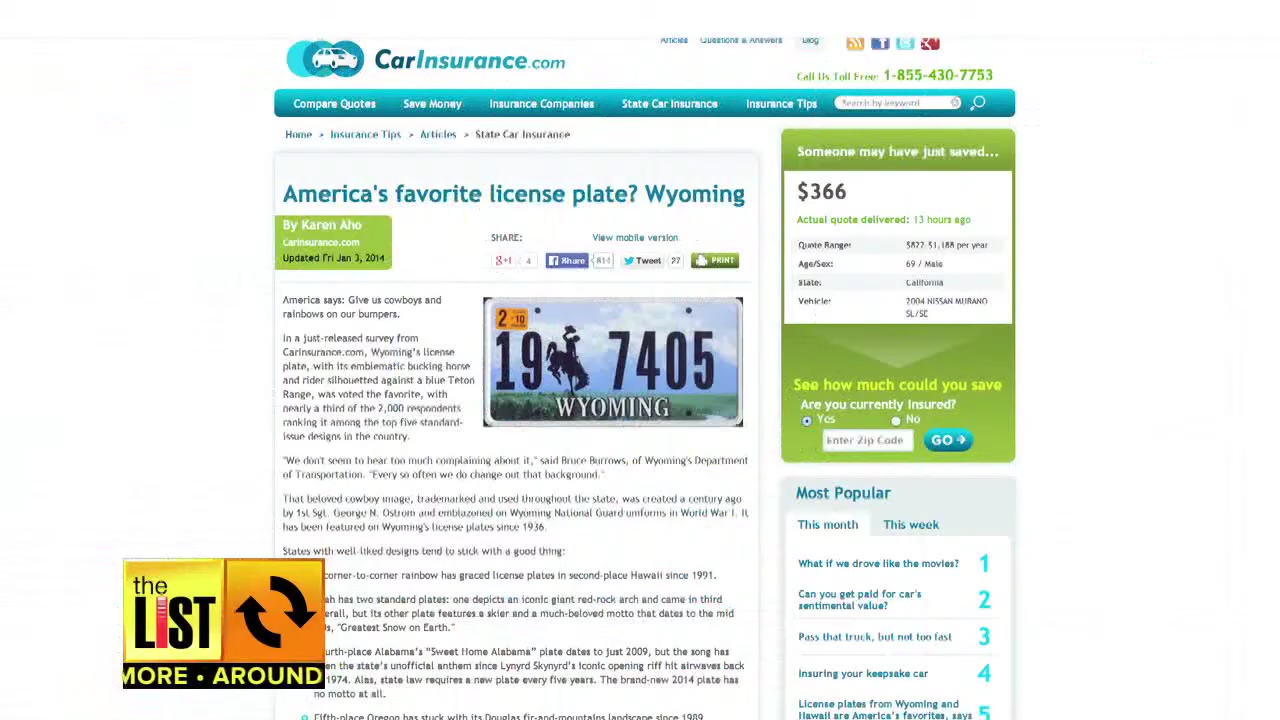 Articles Questions & Answers Blog
CarInsurance.com
Call Us Toll Free: 1-855-430-7753
Compare Quotes Save Money Insurance Companies State Car Insurance Insurance Tips Search by keyword
Home > Insurance Tips > Articles > State Car Insurance
America's favorite license plate? Wyoming
By Karen Aho
CarInsurance.com
Updated Fri Jan 3, 2014
SHARE: View mobile version
g+1 4 Share 814 Tweet 27 PRINT
America says: Give us cowboys and
rainbows on our bumpers.
In a just-released survey from
CarInsurance.com, Wyoming's license
plate, with its emblematic bucking horse
and rider silhouetted against a blue Teton
Range, was voted the favorite, with
nearly a third of the 2,000 respondents
ranking it among the top five standard-
issue designs in the country.
2 10
19 7405
WYOMING
"We don't seem to hear too much complaining about it," said Bruce Burrows, of Wyoming's Department
of Transportation. "Every so often we do change out that background."
That beloved cowboy image, trademarked and used throughout the state, was created a century ago
by 1st Sgt. George N. Ostrom and emblazoned on Wyoming National Guard uniforms in World War I. It
has been featured on Wyoming's license plates since 1936.
States with well-liked designs tend to stick with a good thing:
corner-to-corner rainbow has graced license plates in second-place Hawaii since 1991.
ah has two standard plates: one depicts an iconic giant red-rock arch and came in third
erall, but its other plate features a skier and a much-beloved motto that dates to the mid
s, "Greatest Snow on Earth."
urth-place Alabama's "Sweet Home Alabama" plate dates to just 2009, but the song has
en the state's unofficial anthem since Lynyrd Skynyrd's iconic opening riff hit airwaves back
1974. Alas, state law requires a new plate every five years. The brand-new 2014 plate has
no motto at all.
Fifth-place Oregon has stuck with its Douglas fir-and-mountains landscape since 1989.
Someone may have just saved...
$366
Actual quote delivered: 13 hours ago
Quote Range: $822-$1,188 per year
Age/Sex: 69 / Male
State: California
Vehicle: 2004 NISSAN MURANO
SL/SE
See how much could you save
Are you currently Insured?
Yes No
Enter Zip Code GO
Most Popular
This month This week
What if we drove like the movies? 1
Can you get paid for car's
sentimental value? 2
Pass that truck, but not too fast 3
Insuring your keepsake car 4
License plates from Wyoming and
Hawaii are America's favorites, says 5
the
LIST
MORE • AROUND